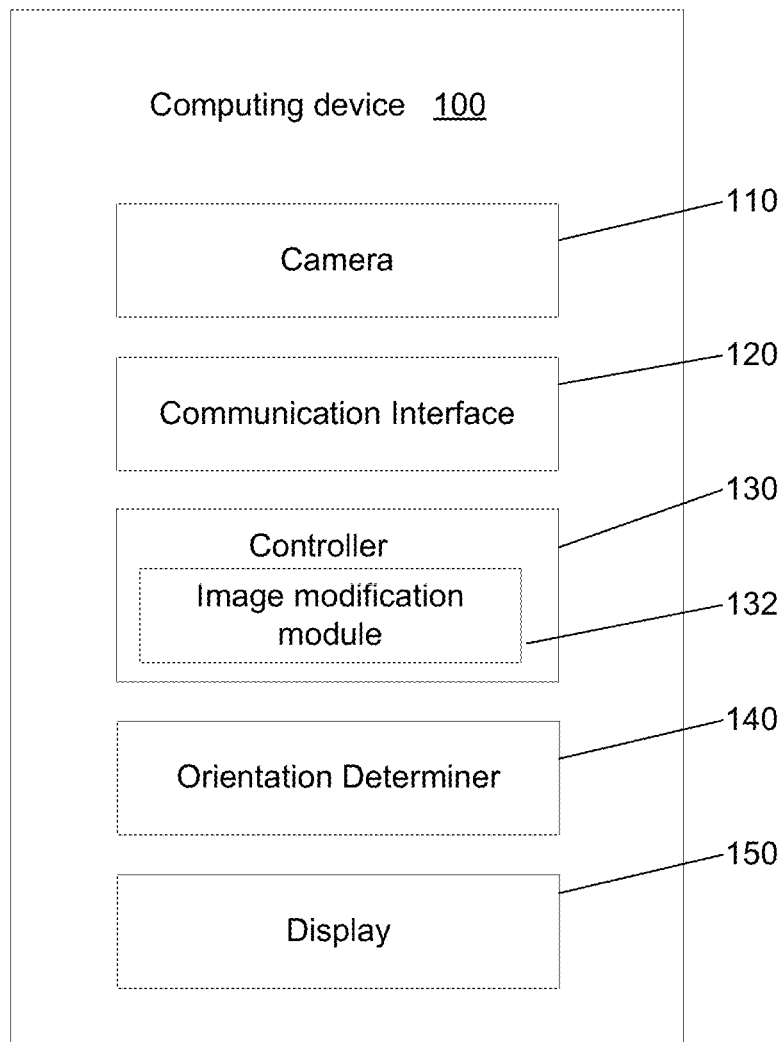 Computing device 100
110
Camera
120
Communication Interface
130
Controller
Image modification
module
132
140
Orientation Determiner
150
Display